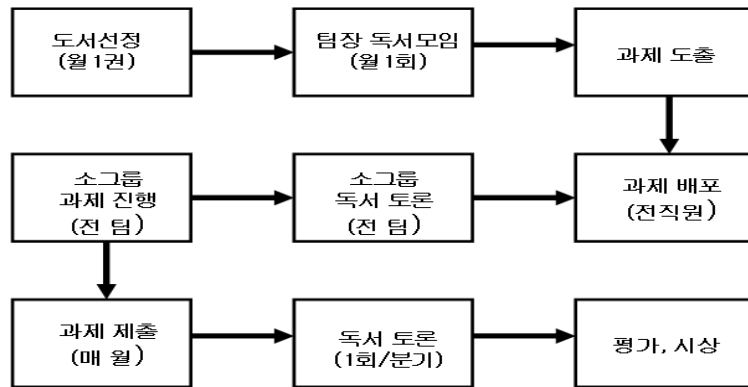 도서선정
(월1권)
팀장 독서모임
(월1회)
과제 도출
소그룹
과제 진행
(전 팀)
소그룹
독서 토론
(전 팀)
과제 배포
(전직원)
과제 제출
(매 월)
독서 토론
(1회/분기)
평가, 시상